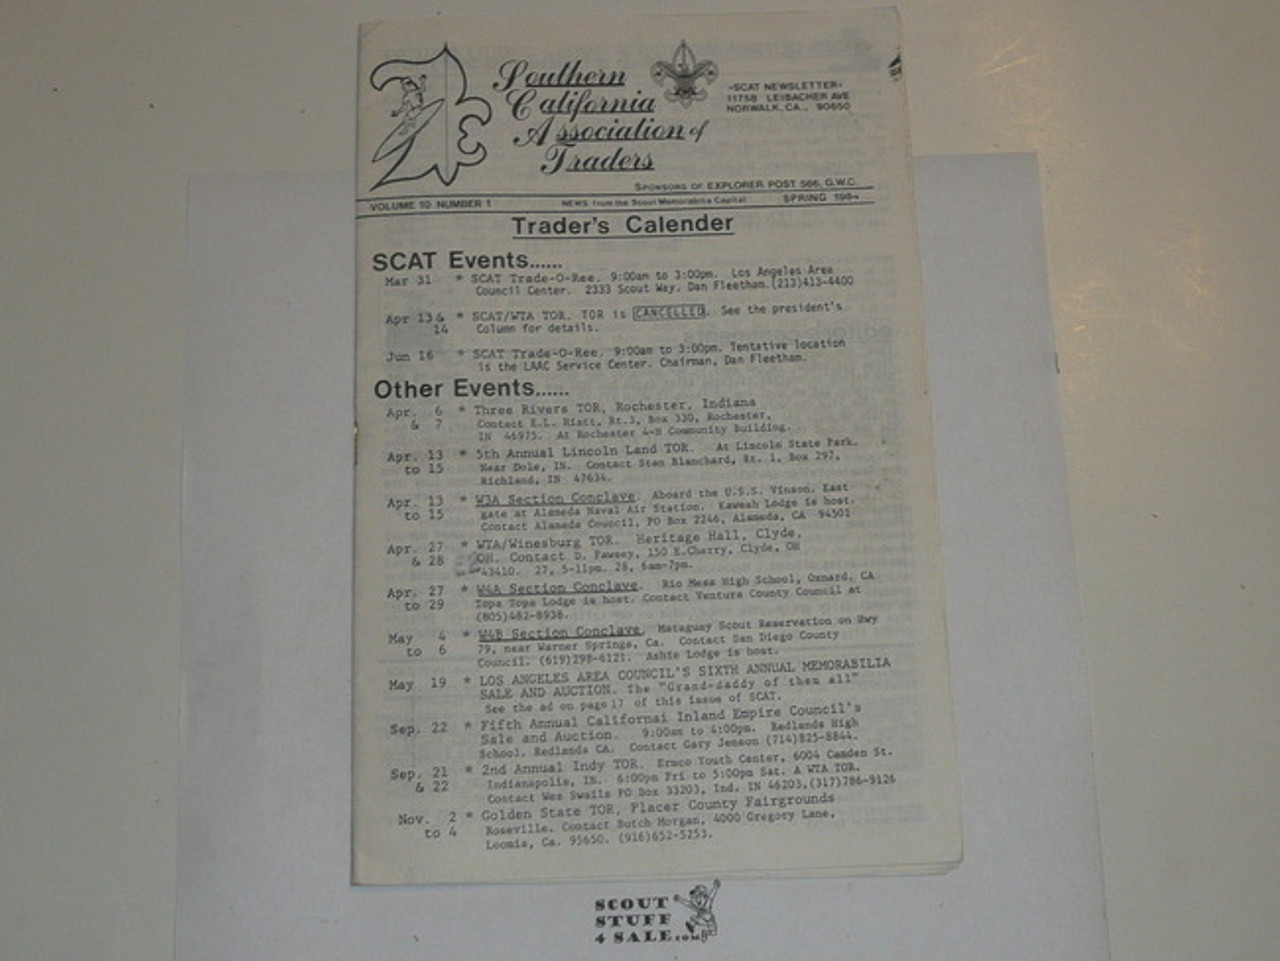 Southern
California
Association of
Traders
-SCAT NEWSLETTER-
11758 LEIBACHER AVE
NORWALK, CA., 90650
SPONSORS OF EXPLORER POST 566, G.W.C.
VOLUME 10 NUMBER 1 NEWS from the Scout Memorabilia Capital SPRING 1984
Trader's Calender
SCAT Events......
Mar 31 * SCAT Trade-O-Ree. 9:00am to 3:00pm. Los Angeles Area
Council Center. 2333 Scout Way. Dan Fleetham.(213)413-4400
Apr 13& * SCAT/WTA TOR. TOR is CANCELLED. See the president's
14 Column for details.
Jun 16 * SCAT Trade-O-Ree. 9:00am to 3:00pm. Tentative location
is the LAAC Service Center. Chairman, Dan Fleetham.
Other Events......
Apr. 6 * Three Rivers TOR, Rochester, Indiana
& 7 Contact E.L. Hiatt, Rt.3, Box 330, Rochester,
IN 46975. At Rochester 4-H Community Building.
Apr. 13 * 5th Annual Lincoln Land TOR. At Lincoln State Park.
to 15 Near Dole, IN. Contact Stan Blanchard, Rt. 1, Box 297,
Richland, IN 47634.
Apr. 13 * W3A Section Conclave. Aboard the U.S.S. Vinson. East
to 15 gate at Alameda Naval Air Station. Kaweah Lodge is host.
Contact Alameda Council, PO Box 2246, Alameda, CA 94501
Apr. 27 * WTA/Winesburg TOR. Heritage Hall, Clyde,
& 28 OH. Contact D. Pawsey, 150 E.Cherry, Clyde, OH
43410. 27, 5-11pm. 28, 6am-7pm.
Apr. 27 * W4A Section Conclave. Rio Mesa High School, Oxnard, CA
to 29 Topa Topa Lodge is host. Contact Ventura County Council at
(805)482-8938.
May 4 * W4B Section Conclave. Mataguay Scout Reservation on Hwy
to 6 79, near Warner Springs, Ca. Contact San Diego County
Council. (619)298-6121. Ashie Lodge is host.
May 19 * LOS ANGELES AREA COUNCIL'S SIXTH ANNUAL MEMORABILIA
SALE AND AUCTION. The "Grand-daddy of them all"
See the ad on page 17 of this issue of SCAT.
Sep. 22 * Fifth Annual Californai Inland Empire Council's
Sale and Auction. 9:00am to 4:00pm. Redlands High
School, Redlands CA. Contact Gary Jenson (714)825-8844.
Sep. 21 * 2nd Annual Indy TOR. Ermco Youth Center, 6004 Camden St.
& 22 Indianapolis, IN. 6:00pm Fri to 5:00pm Sat. A WTA TOR.
Contact Wes Swails PO Box 33203, Ind. IN 46203,(317)786-9126
Nov. 2 * Golden State TOR, Placer County Fairgrounds
to 4 Roseville. Contact Butch Morgan, 4000 Gregory Lane,
Loomis, Ca. 95650. (916)652-5253.
SCOUT
STUFF
4 SALE.com